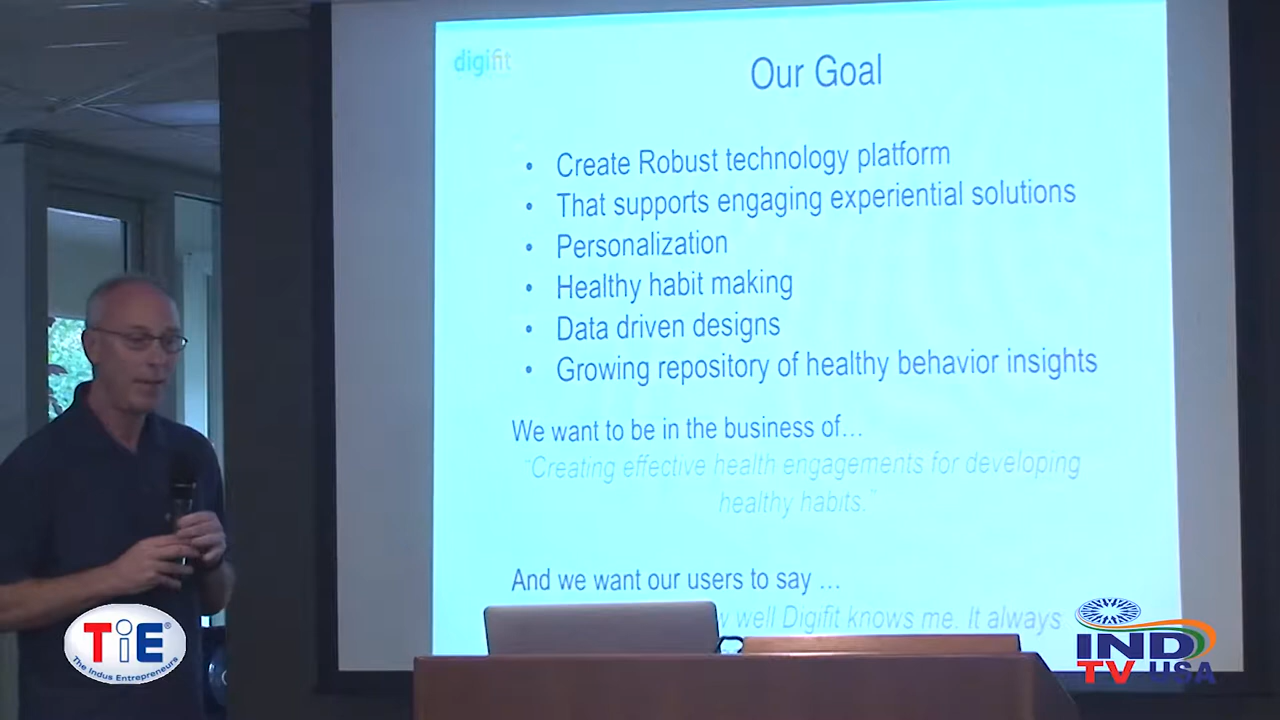 digifit
Our Goal
• Create Robust technology platform
• That supports engaging experiential solutions
• Personalization
• Healthy habit making
• Data driven designs
• Growing repository of healthy behavior insights
We want to be in the business of…
"Creating effective health engagements for developing
healthy habits."
And we want our users to say …
well Digifit knows me. It always
TiE®
The Indus Entrepreneurs
IND
TV USA